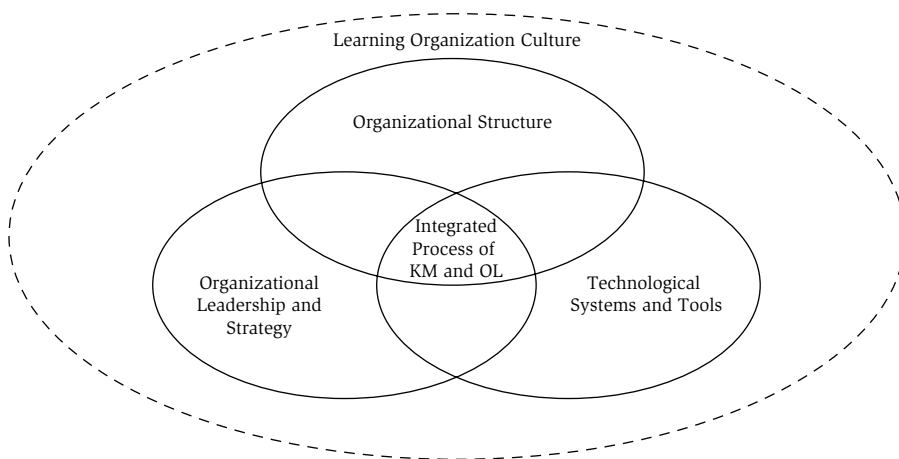 Learning Organization Culture
Organizational Structure
Integrated
Process of
KM and OL
Organizational
Leadership and
Strategy
Technological
Systems and Tools